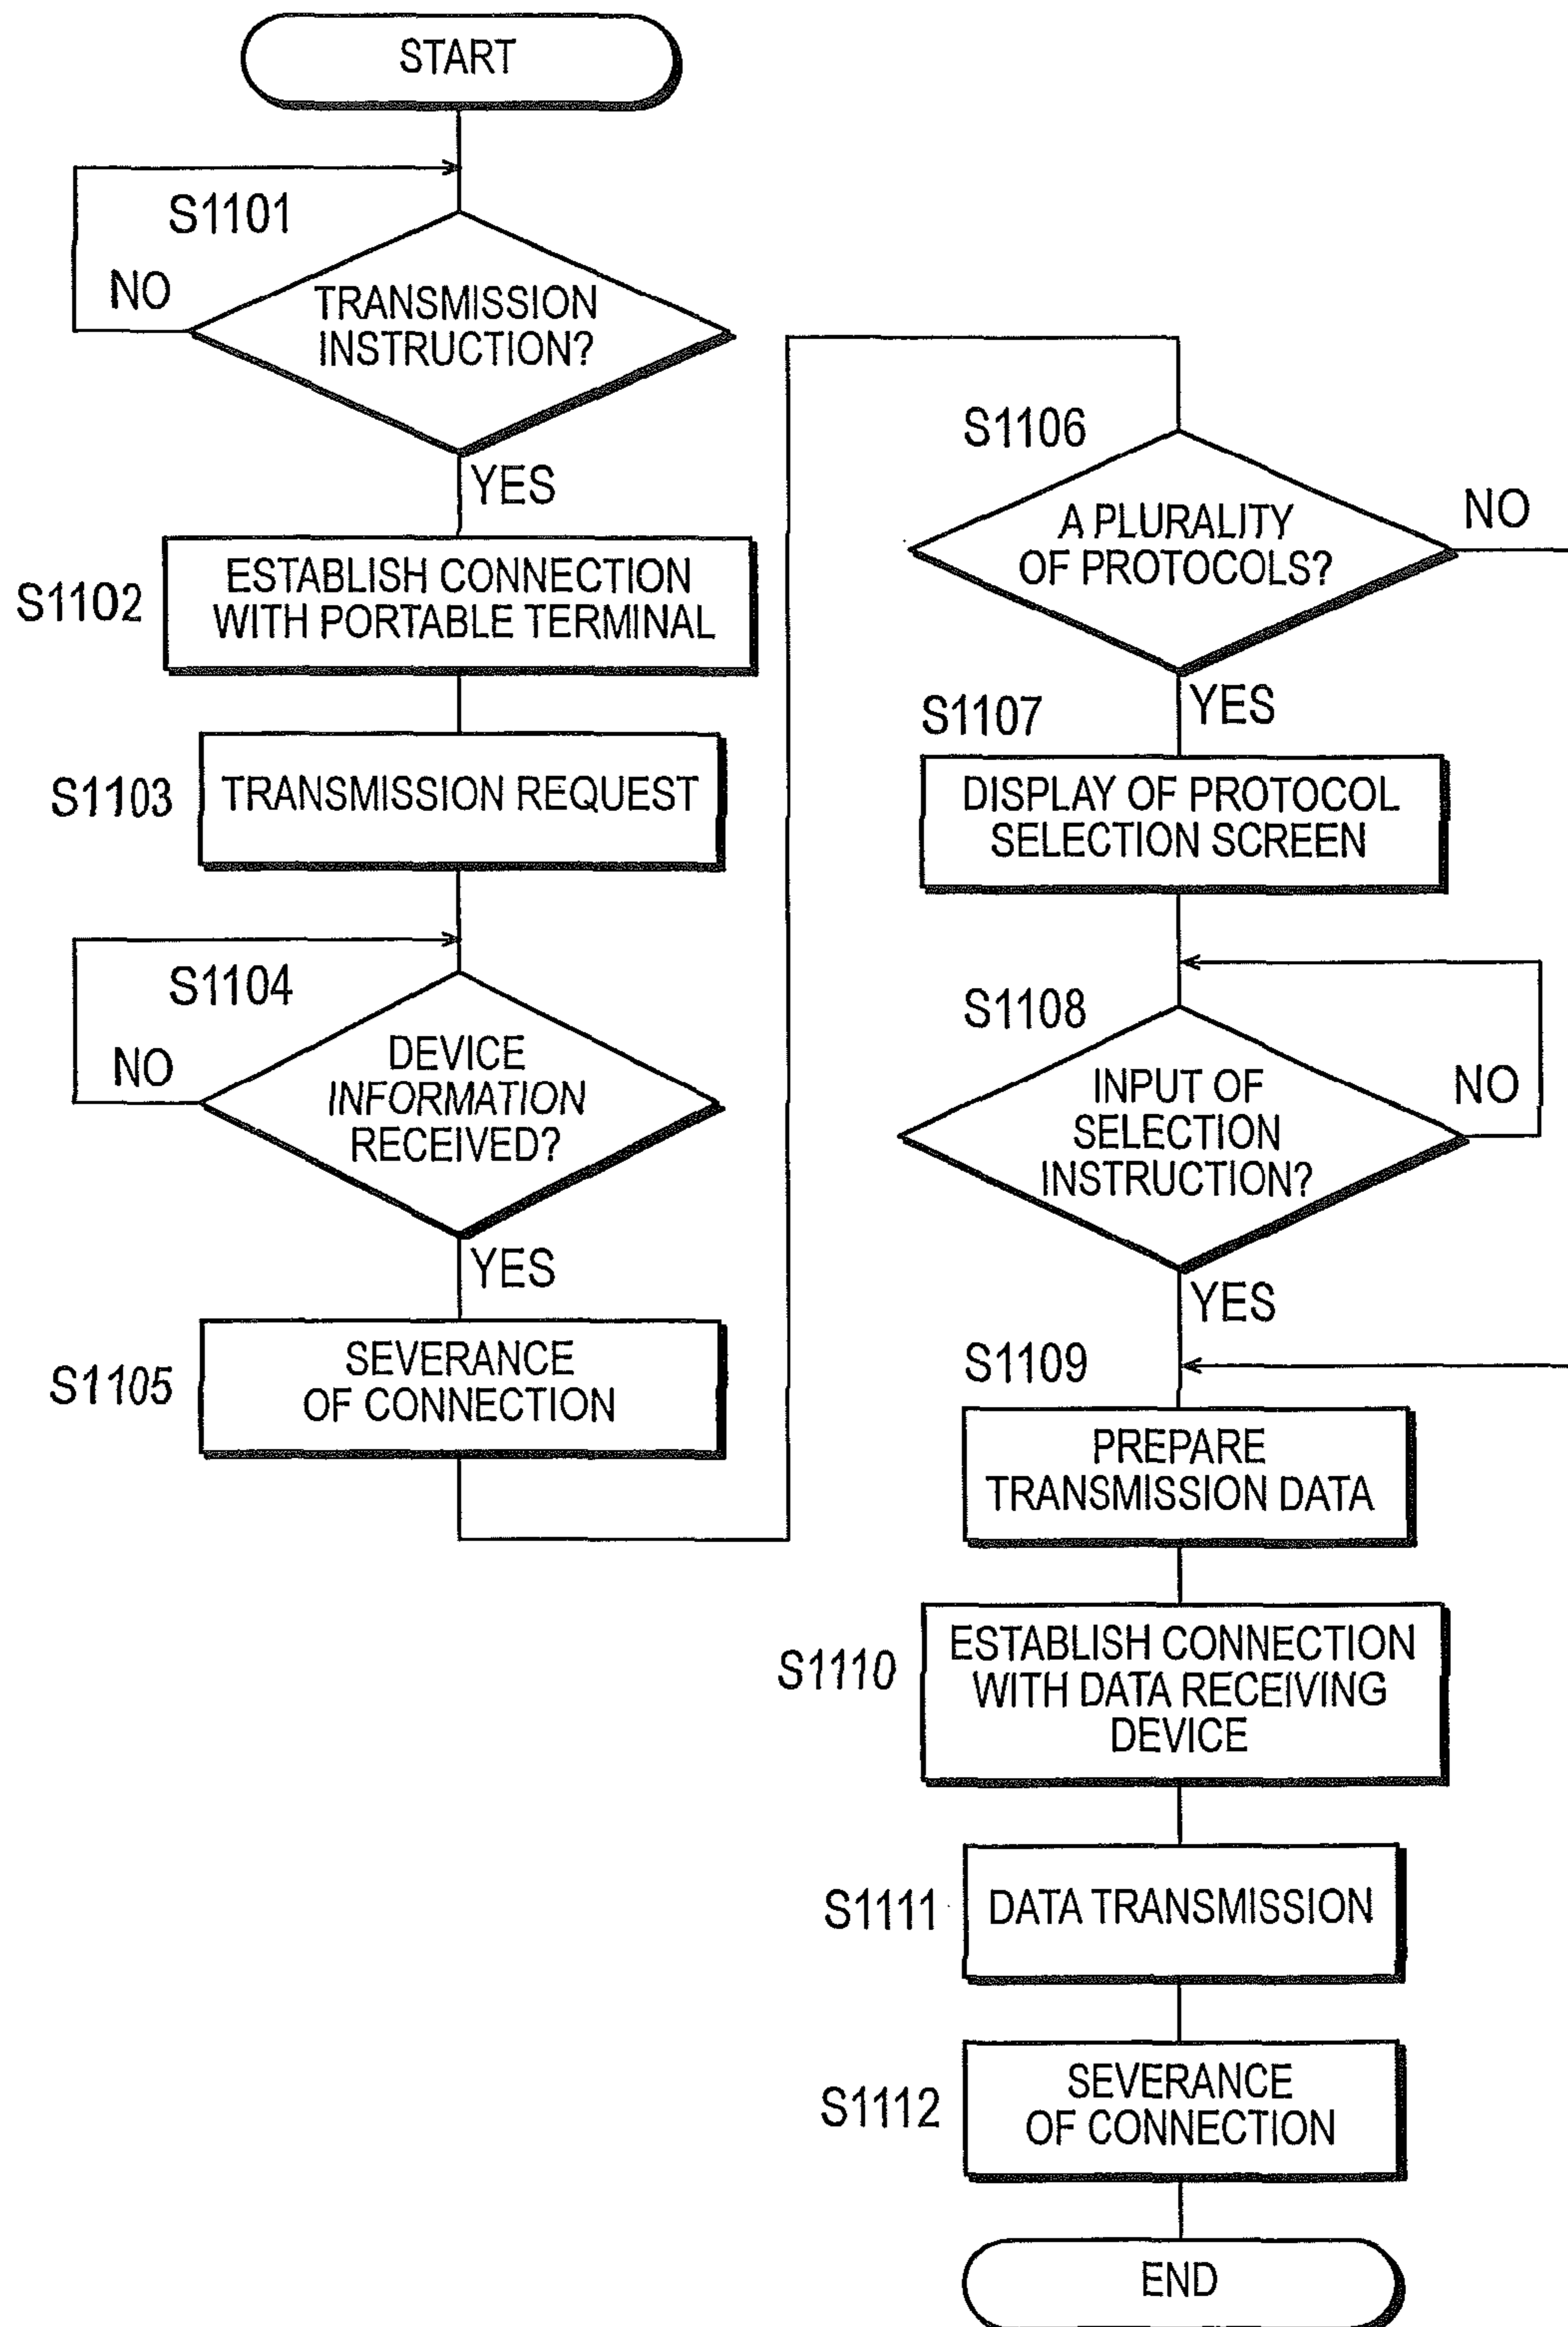 START
S1101
NO
TRANSMISSION
INSTRUCTION?
YES
S1102
ESTABLISH CONNECTION
WITH PORTABLE TERMINAL
S1103
TRANSMISSION REQUEST
S1104
NO
DEVICE
INFORMATION
RECEIVED?
YES
S1105
SEVERANCE
OF CONNECTION
S1106
A PLURALITY
OF PROTOCOLS?
NO
YES
S1107
DISPLAY OF PROTOCOL
SELECTION SCREEN
S1108
INPUT OF
SELECTION
INSTRUCTION?
NO
YES
S1109
PREPARE
TRANSMISSION DATA
S1110
ESTABLISH CONNECTION
WITH DATA RECEIVING
DEVICE
S1111
DATA TRANSMISSION
S1112
SEVERANCE
OF CONNECTION
END